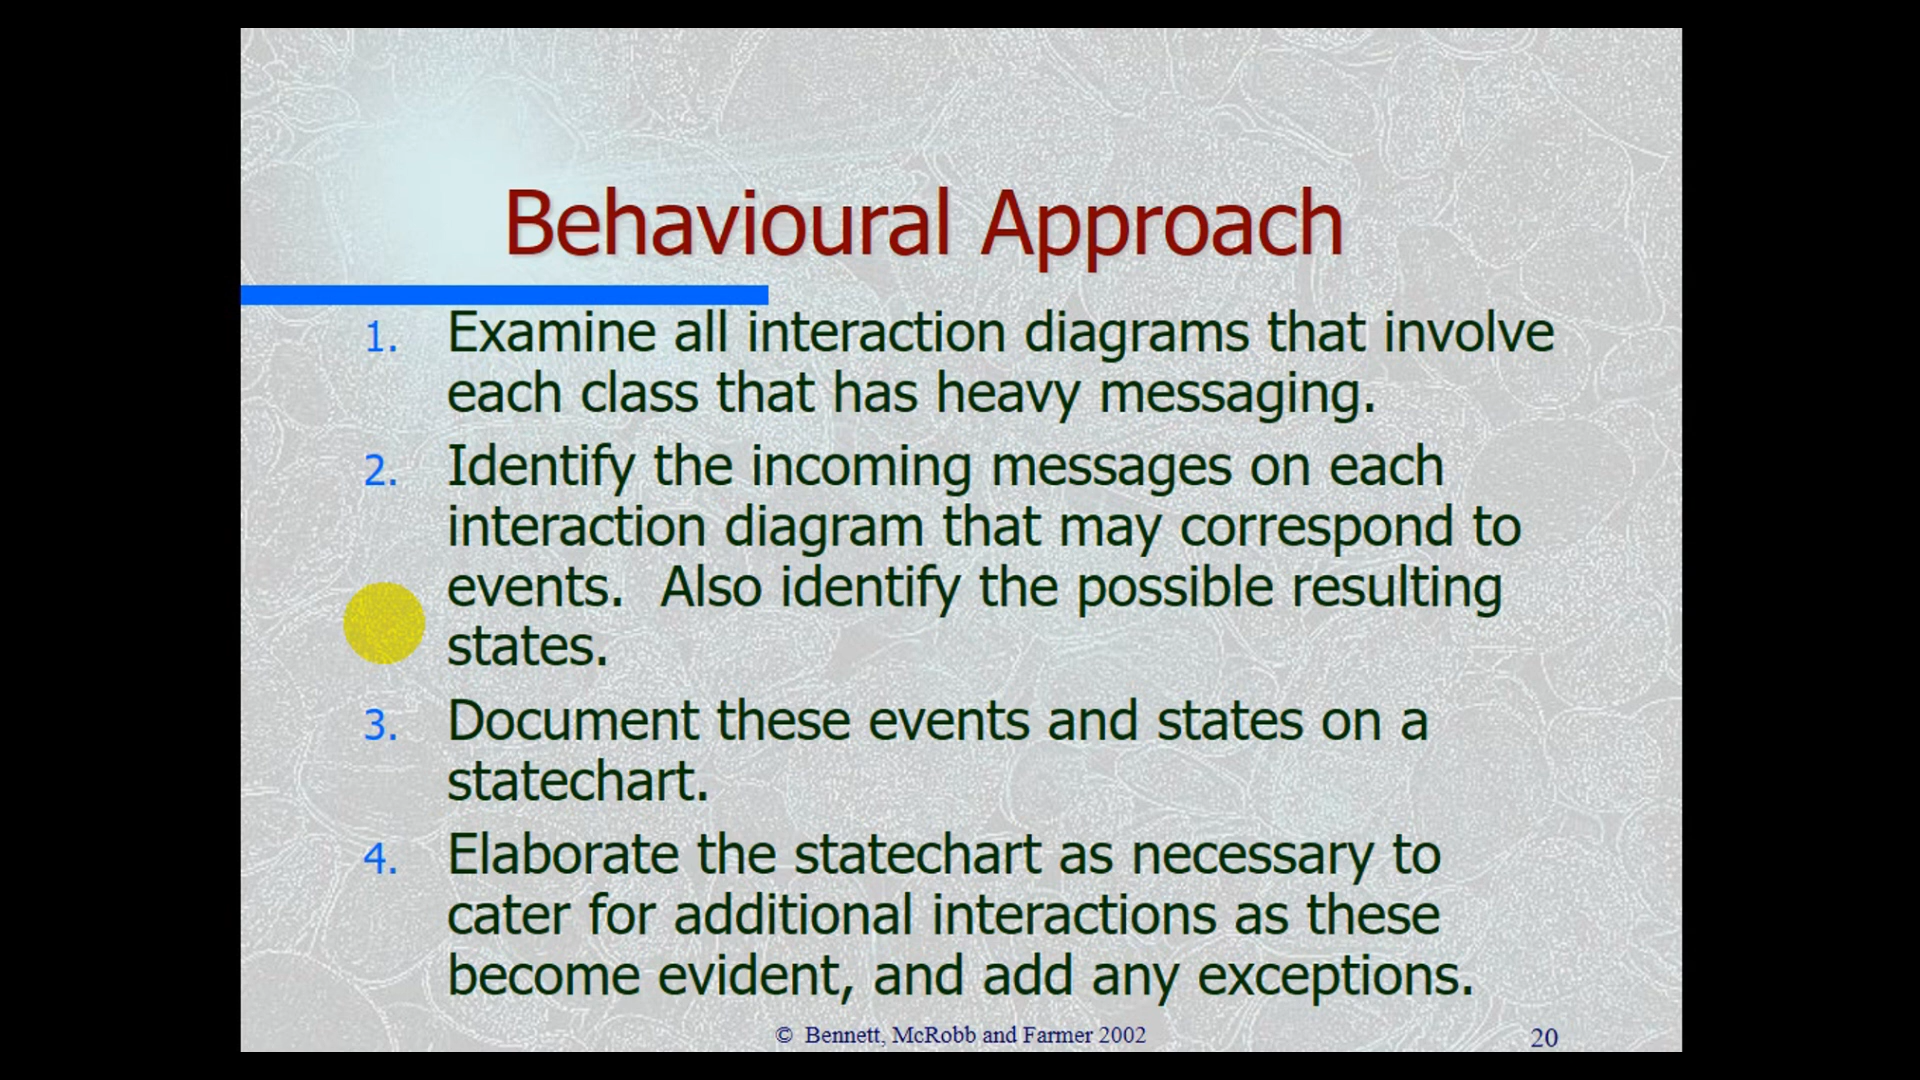 Behavioural Approach
1. Examine all interaction diagrams that involve
each class that has heavy messaging.
2. Identify the incoming messages on each
interaction diagram that may correspond to
events.  Also identify the possible resulting
states.
3. Document these events and states on a
statechart.
4. Elaborate the statechart as necessary to
cater for additional interactions as these
become evident, and add any exceptions.
© Bennett, McRobb and Farmer 2002
20